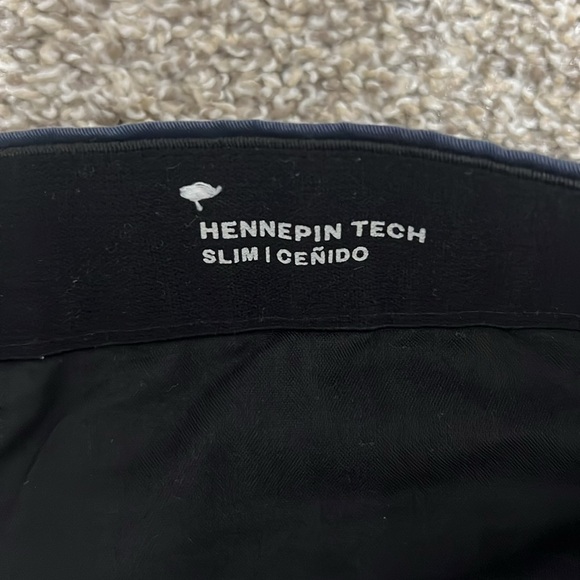 HENNEPIN TECH
SLIM | CEÑIDO